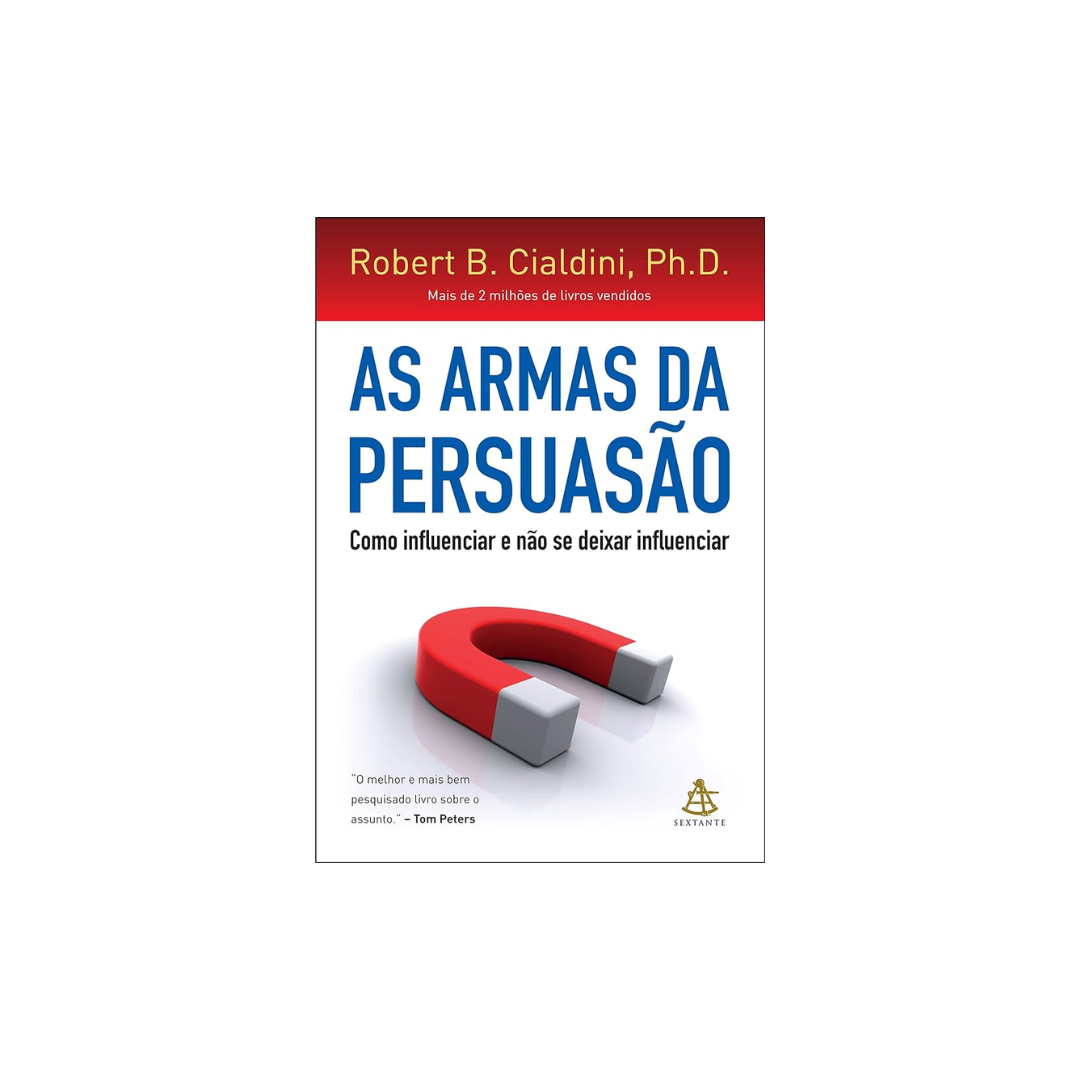 Robert B. Cialdini, Ph.D.
Mais de 2 milhões de livros vendidos
AS ARMAS DA
PERSUASÃO
Como influenciar e não se deixar influenciar
"O melhor e mais bem
pesquisado livro sobre o
assunto." – Tom Peters
SEXTANTE